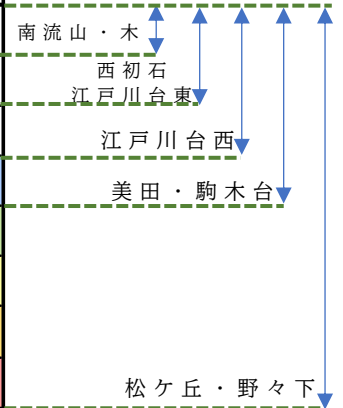 南流山・木
西初石
江戸川台東
江戸川台西
美田・駒木台
松ケ丘・野々下